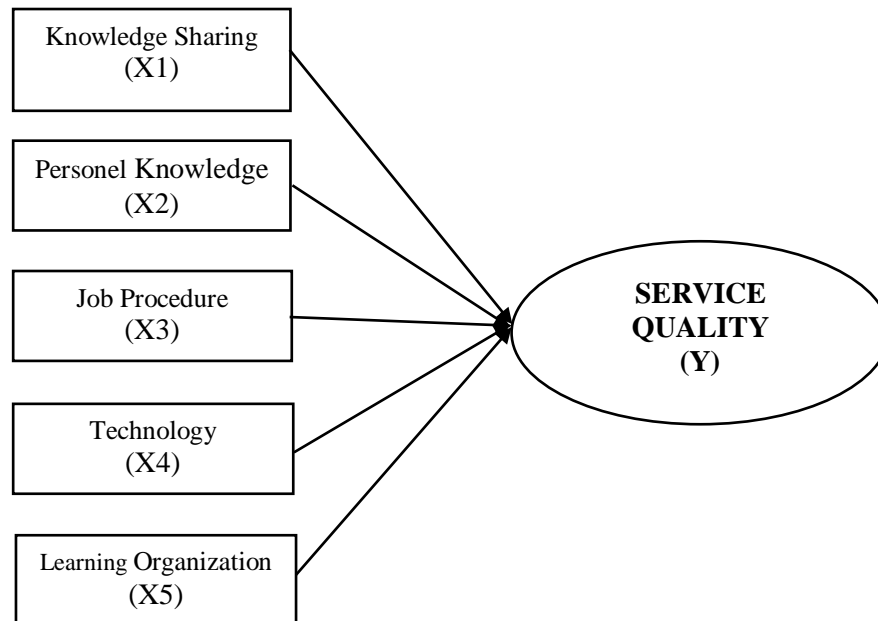 Knowledge Sharing
(X1)
Personel Knowledge
(X2)
Job Procedure
(X3)
Technology
(X4)
Learning Organization
(X5)
SERVICE
QUALITY
(Y)